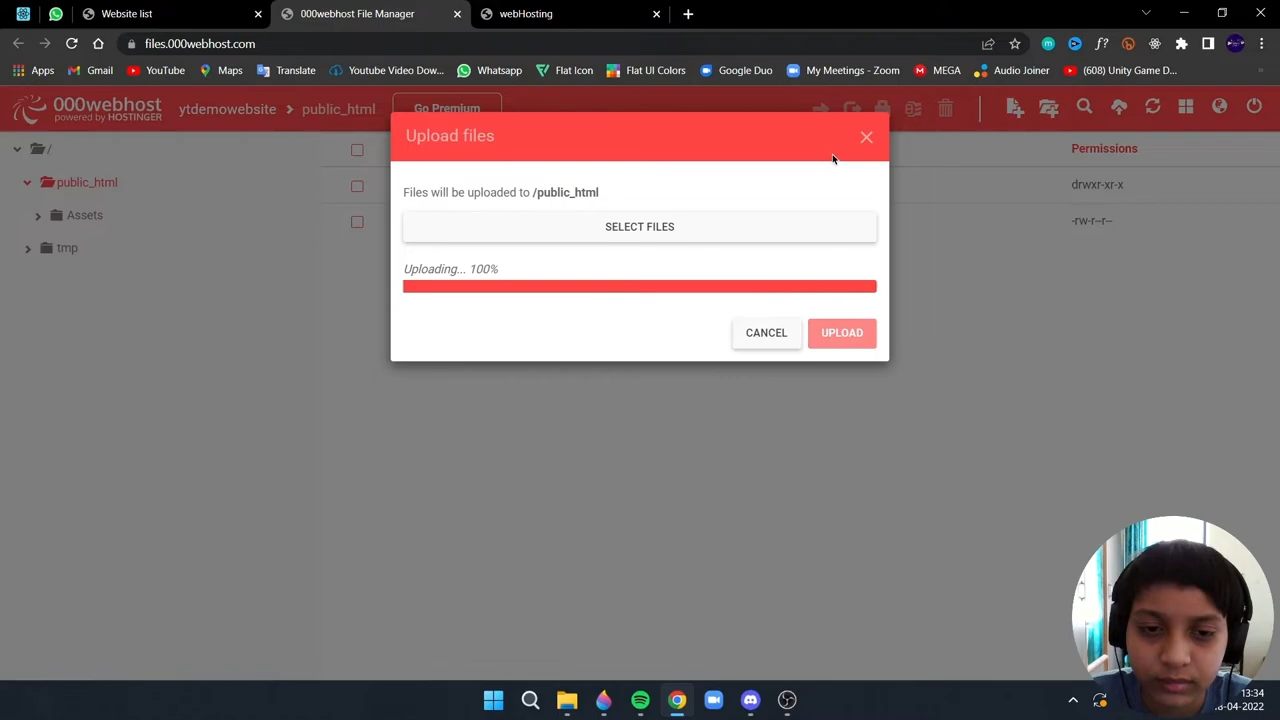 Website list
000webhost File Manager
webHosting
files.000webhost.com
Apps
Gmail
YouTube
Maps
Translate
Youtube Video Dow...
Whatsapp
Flat Icon
Flat UI Colors
Google Duo
My Meetings - Zoom
MEGA
Audio Joiner
(608) Unity Game D...
000webhost
powered by HOSTINGER
ytdemowebsite
public_html
Go Premium
Upload files
/
Permissions
public_html
drwxr-xr-x
Files will be uploaded to /public_html
Assets
-rw-r--r--
SELECT FILES
tmp
Uploading... 100%
CANCEL
UPLOAD
13:34
-04-2022